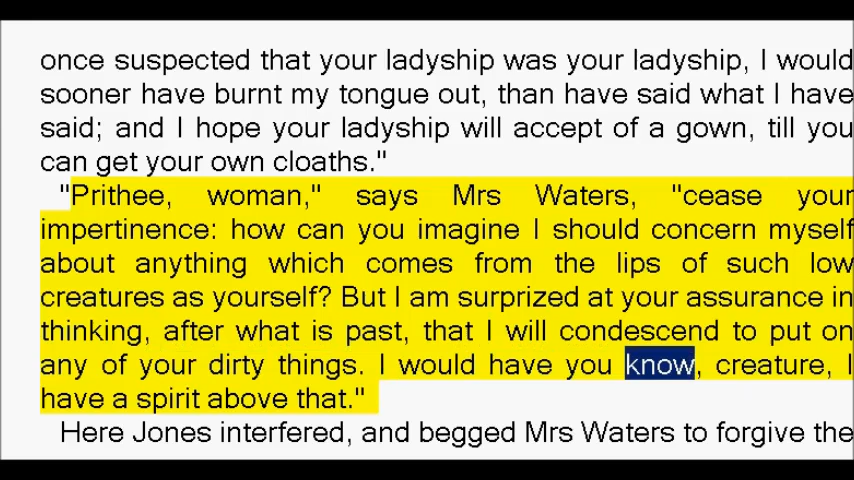 once suspected that your ladyship was your ladyship, I would
sooner have burnt my tongue out, than have said what I have
said; and I hope your ladyship will accept of a gown, till you
can get your own cloaths."
"Prithee, woman," says Mrs Waters, "cease your
impertinence: how can you imagine I should concern myself
about anything which comes from the lips of such low
creatures as yourself? But I am surprized at your assurance in
thinking, after what is past, that I will condescend to put on
any of your dirty things. I would have you know, creature, I
have a spirit above that."
Here Jones interfered, and begged Mrs Waters to forgive the